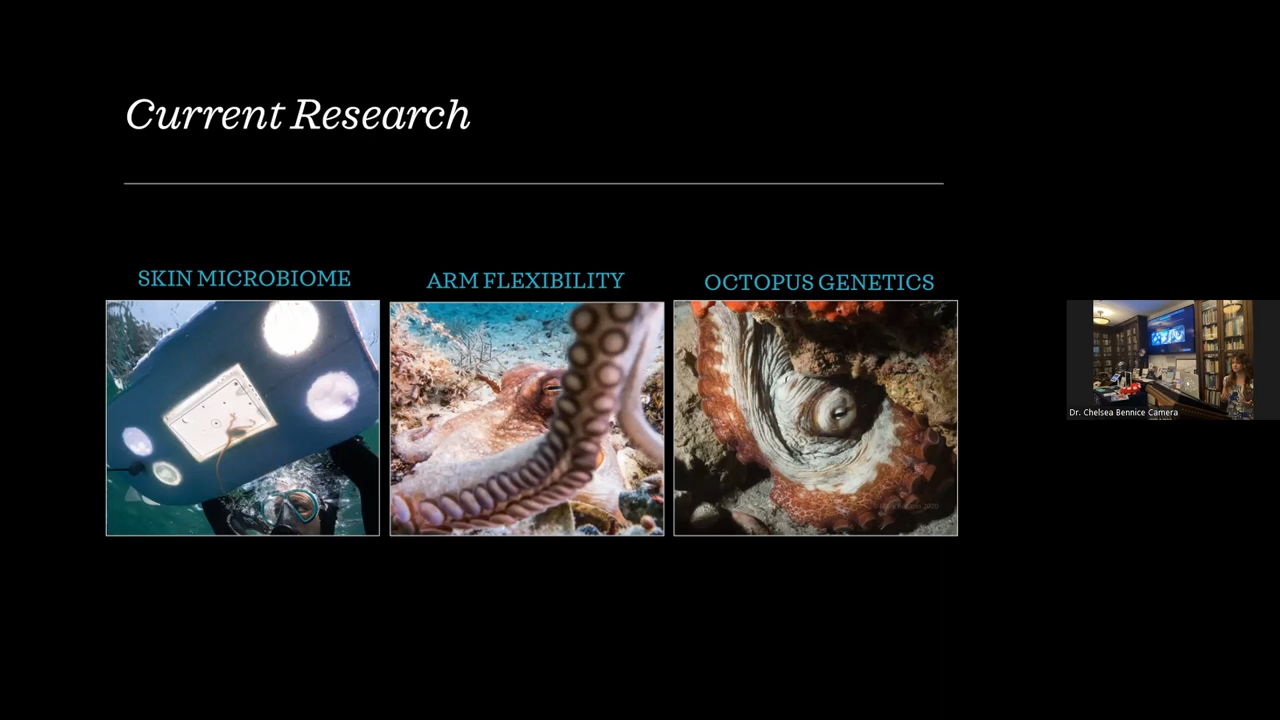 Current Research
SKIN MICROBIOME
ARM FLEXIBILITY
OCTOPUS GENETICS
Dr. Chelsea Bennice Camera